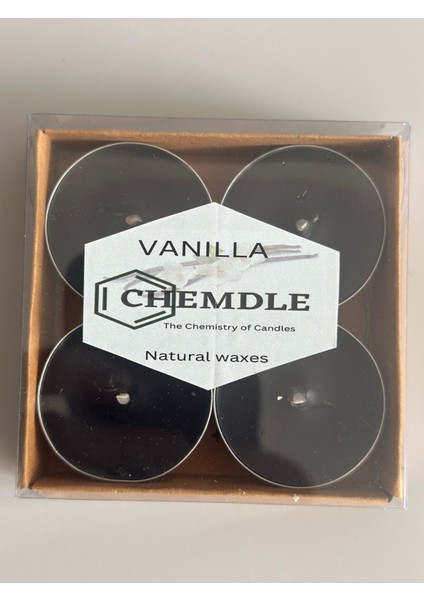 VANILLA
CHEMDLE
The Chemistry of Candles
Natural waxes